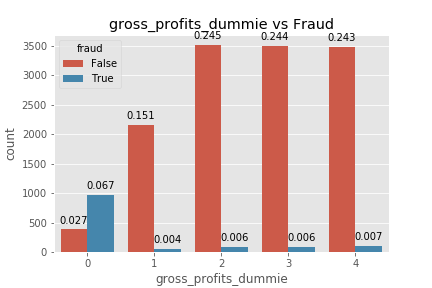 gross_profits_dummie vs Fraud
fraud
False
True
0.027
0.067
0.151
0.004
0.245
0.006
0.244
0.006
0.243
0.007
3500
3000
2500
2000
1500
1000
500
0
count
0 1 2 3 4
gross_profits_dummie